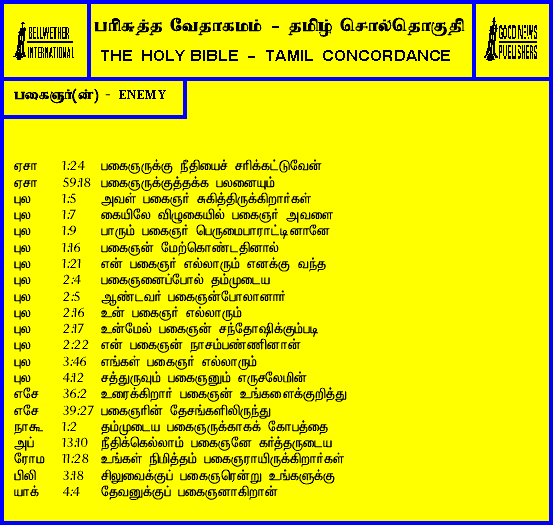 BELLWETHER INTERNATIONAL
பரிசுத்த வேதாகமம் - தமிழ் சொல்தொகுதி
THE HOLY BIBLE - TAMIL CONCORDANCE
GOOD NEWS PUBLISHERS
பகைஞர்(ன்) - ENEMY
ஏசா 1:24 பகைஞருக்கு நீதியைச் சரிக்கட்டுவேன்
ஏசா 59:18 பகைஞருக்குத்தக்க பலனையும்
புல 1:5 அவள் பகைஞர் சுகித்திருக்கிறார்கள்
புல 1:7 கையிலே விழுகையில் பகைஞர் அவளை
புல 1:9 பாரும் பகைஞர் பெருமைபாராட்டினானே
புல 1:16 பகைஞன் மேற்கொண்டதினால்
புல 1:21 என் பகைஞர் எல்லாரும் எனக்கு வந்த
புல 2:4 பகைஞனைப்போல் தம்முடைய
புல 2:5 ஆண்டவர் பகைஞன்போலானார்
புல 2:16 உன் பகைஞர் எல்லாரும்
புல 2:17 உன்மேல் பகைஞன் சந்தோஷிக்கும்படி
புல 2:22 என் பகைஞன் நாசம்பண்ணினான்
புல 3:46 எங்கள் பகைஞர் எல்லாரும்
புல 4:12 சத்துருவும் பகைஞனும் எருசலேமின்
எசே 36:2 உரைக்கிறார் பகைஞன் உங்களைக்குறித்து
எசே 39:27 பகைஞரின் தேசங்களிலிருந்து
நாகூ 1:2 தம்முடைய பகைஞருக்காகக் கோபத்தை
அப் 13:10 நீதிக்கெல்லாம் பகைஞனே கர்த்தருடைய
ரோம 11:28 உங்கள் நிமித்தம் பகைஞராயிருக்கிறார்கள்
பிலி 3:18 சிலுவைக்குப் பகைஞரென்று உங்களுக்கு
யாக் 4:4 தேவனுக்குப் பகைஞனாகிறான்